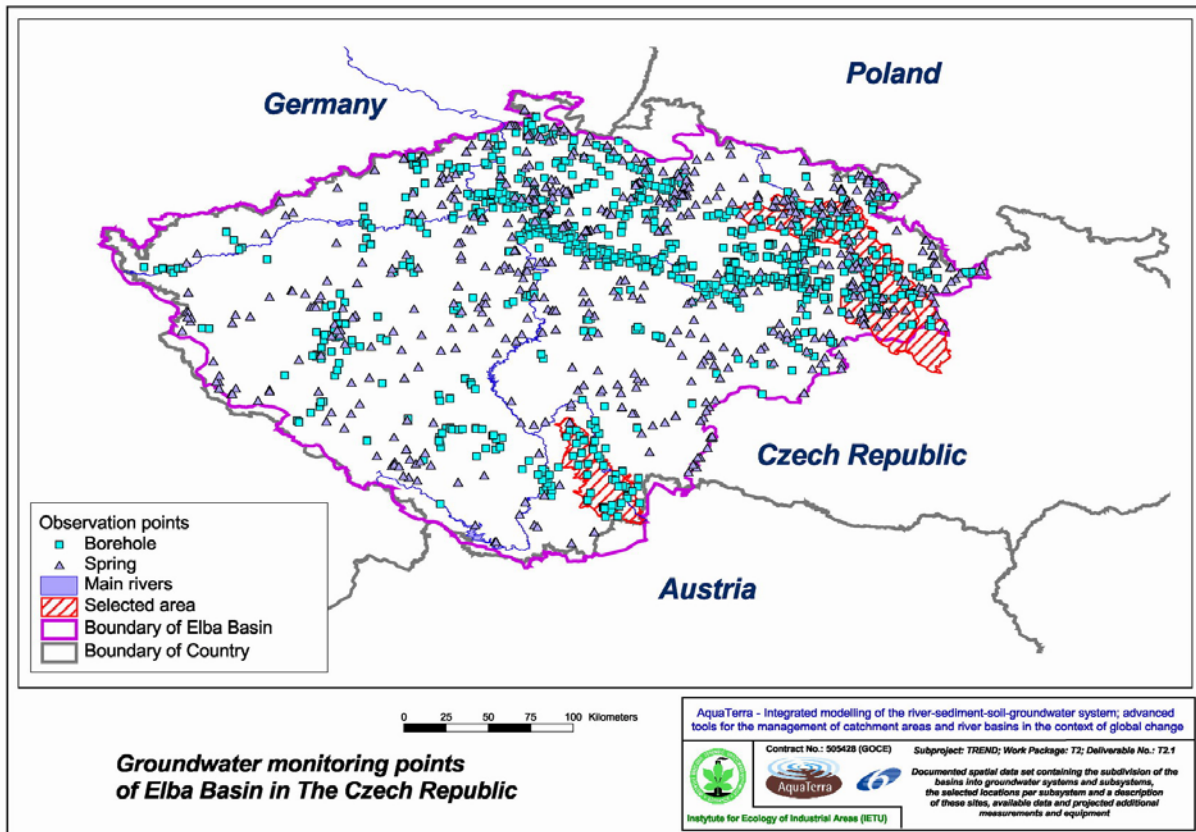 Poland
Germany
Czech Republic
Austria
Observation points
Borehole
Spring
Main rivers
Selected area
Boundary of Elba Basin
Boundary of Country
0 25 50 75 100 Kilometers
Groundwater monitoring points
of Elba Basin in The Czech Republic
AquaTerra - Integrated modelling of the river-sediment-soil-groundwater system; advanced
tools for the management of catchment areas and river basins in the context of global change
Contract No.: 505428 (GOCE)
AquaTerra
6
Instytute for Ecology of Industrial Areas (IETU)
Subproject: TREND; Work Package: T2; Deliverable No.: T2.1
Documented spatial data set containing the subdivision of the
basins into groundwater systems and subsystems,
the selected locations per subsystem and a description
of these sites, available data and projected additional
measurements and equipment